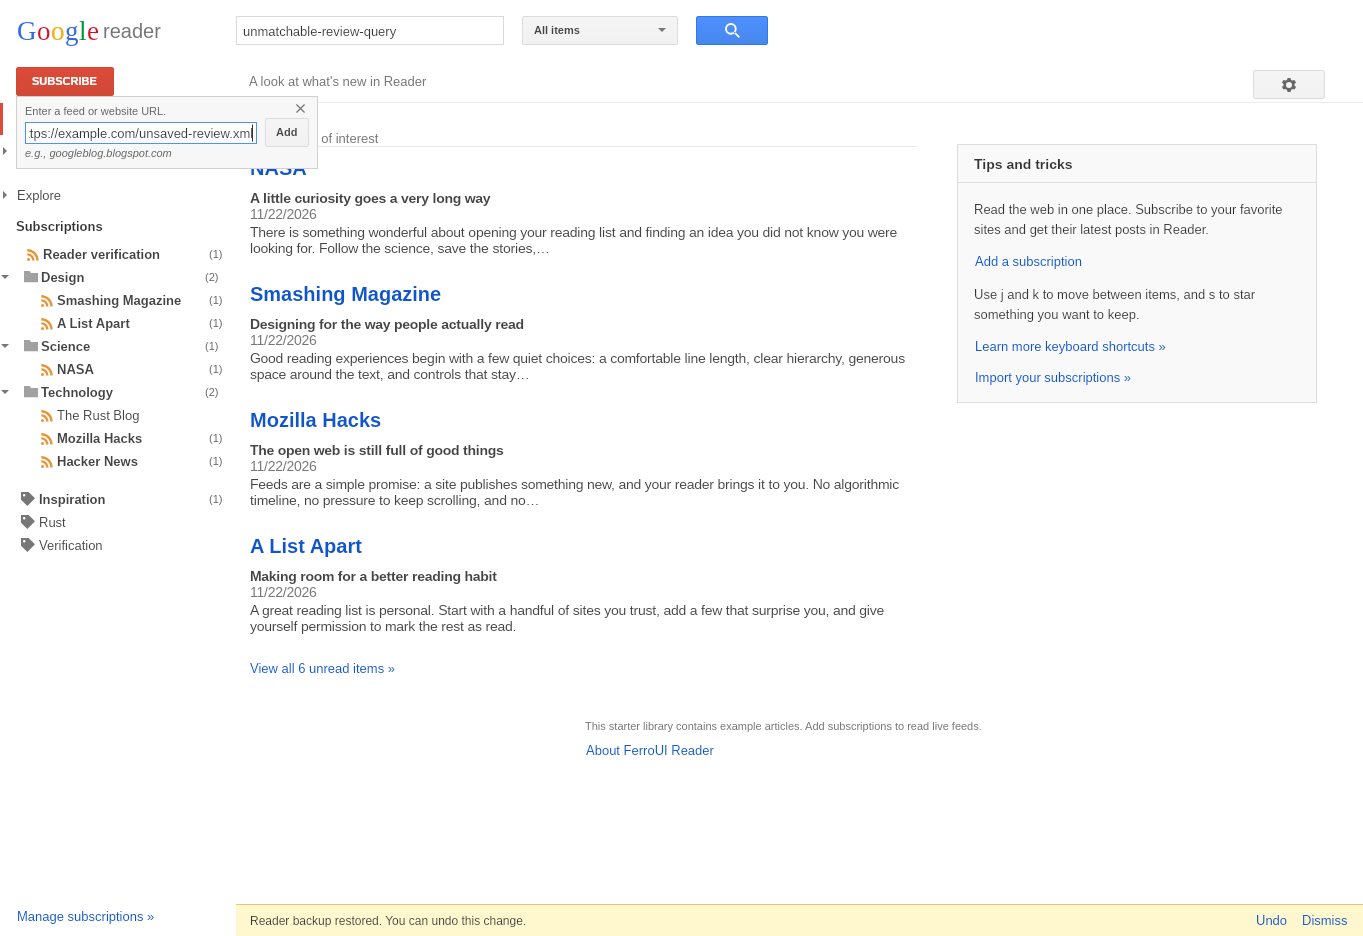 Google reader
unmatchable-review-query
All items
SUBSCRIBE
A look at what's new in Reader
Enter a feed or website URL.
tps://example.com/unsaved-review.xml
Add
e.g., googleblog.blogspot.com
of interest
Explore
Subscriptions
Reader verification (1)
Design (2)
Smashing Magazine (1)
A List Apart (1)
Science (1)
NASA (1)
Technology (2)
The Rust Blog
Mozilla Hacks (1)
Hacker News (1)
Inspiration (1)
Rust
Verification
Manage subscriptions »
NASA
A little curiosity goes a very long way
11/22/2026
There is something wonderful about opening your reading list and finding an idea you did not know you were
looking for. Follow the science, save the stories,…
Smashing Magazine
Designing for the way people actually read
11/22/2026
Good reading experiences begin with a few quiet choices: a comfortable line length, clear hierarchy, generous
space around the text, and controls that stay…
Mozilla Hacks
The open web is still full of good things
11/22/2026
Feeds are a simple promise: a site publishes something new, and your reader brings it to you. No algorithmic
timeline, no pressure to keep scrolling, and no…
A List Apart
Making room for a better reading habit
11/22/2026
A great reading list is personal. Start with a handful of sites you trust, add a few that surprise you, and give
yourself permission to mark the rest as read.
View all 6 unread items »
Tips and tricks
Read the web in one place. Subscribe to your favorite
sites and get their latest posts in Reader.
Add a subscription
Use j and k to move between items, and s to star
something you want to keep.
Learn more keyboard shortcuts »
Import your subscriptions »
This starter library contains example articles. Add subscriptions to read live feeds.
About FerroUI Reader
Reader backup restored. You can undo this change.
Undo
Dismiss